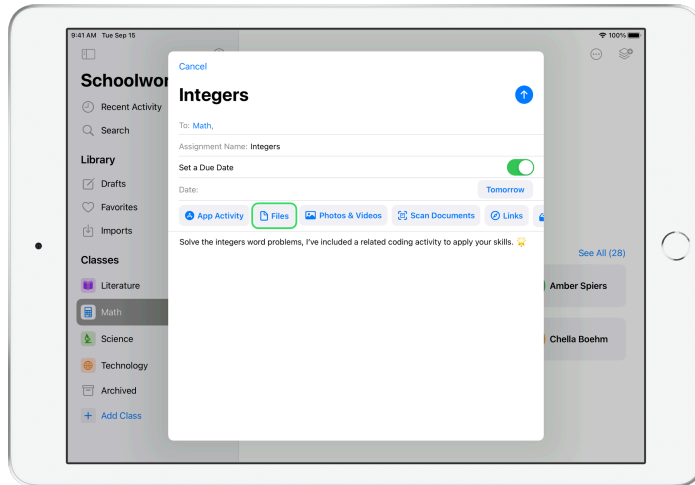 9:41 AM Tue Sep 15
100%
Schoolwor
Recent Activity
Search
Library
Drafts
Favorites
Imports
Classes
Literature
Math
Science
Technology
Archived
Add Class
Cancel
Integers
To: Math,
Assignment Name: Integers
Set a Due Date
Date: Tomorrow
App Activity Files Photos & Videos Scan Documents Links
Solve the integers word problems, I've included a related coding activity to apply your skills.
See All (28)
Amber Spiers
Chella Boehm